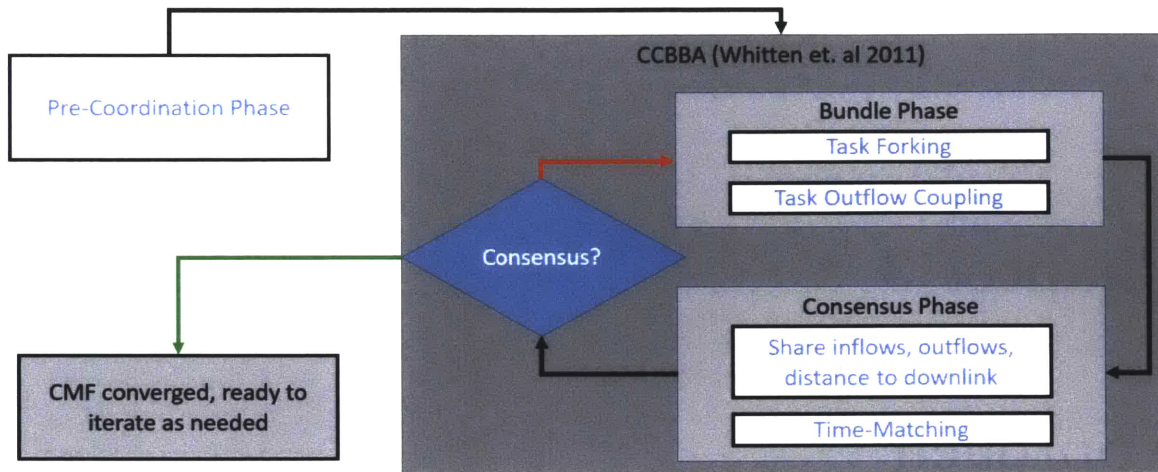 CCBBA (Whitten et. al 2011)
Pre-Coordination Phase
Bundle Phase
Task Forking
Task Outflow Coupling
Consensus?
Consensus Phase
Share inflows, outflows,
distance to downlink
Time-Matching
CMF converged, ready to
iterate as needed